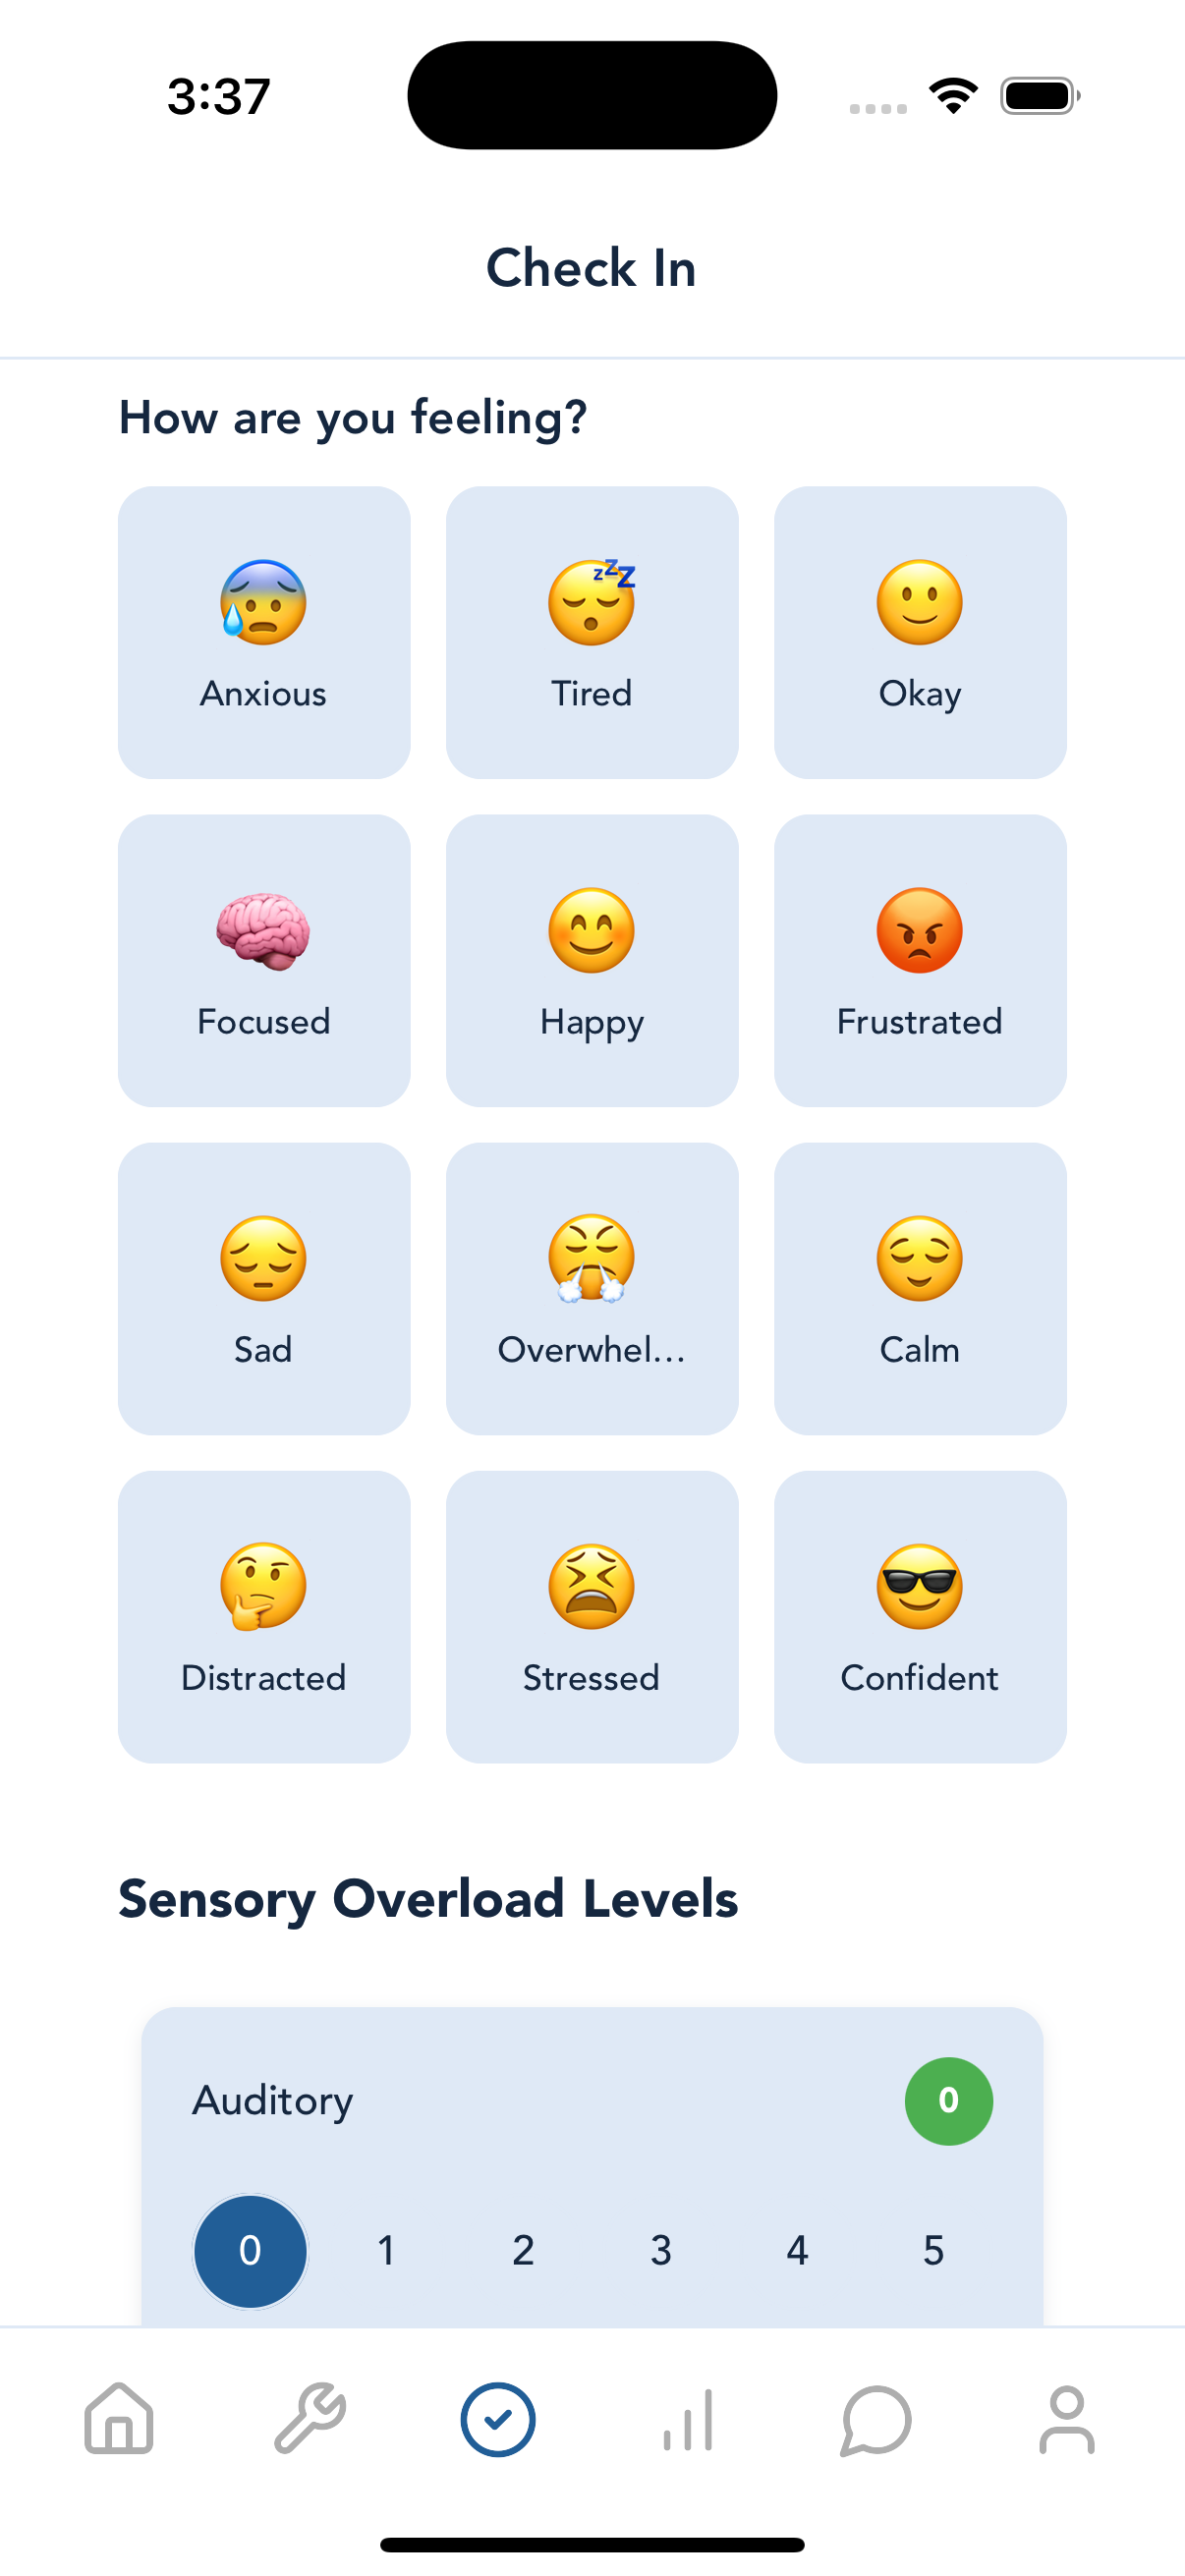 3:37
Check In
How are you feeling?
Anxious
Tired
Okay
Focused
Happy
Frustrated
Sad
Overwhel...
Calm
Distracted
Stressed
Confident
Sensory Overload Levels
Auditory
0
0 1 2 3 4 5